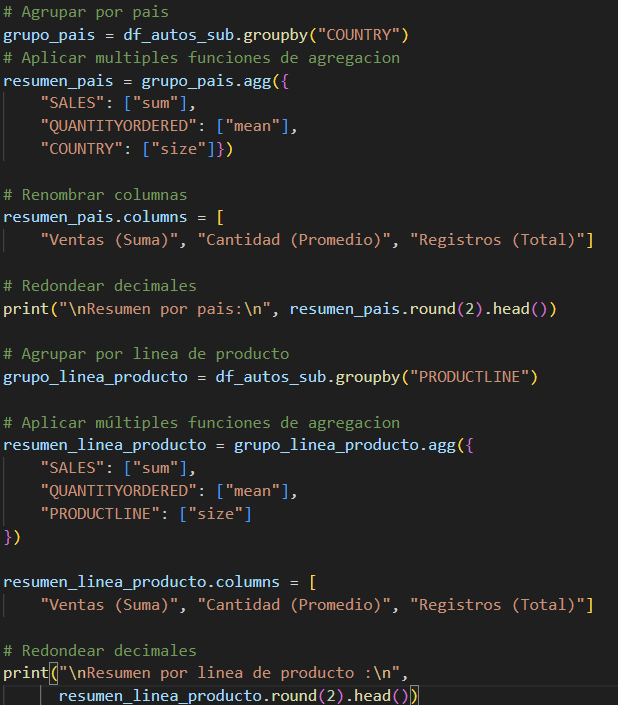 # Agrupar por pais
grupo_pais = df_autos_sub.groupby("COUNTRY")
# Aplicar multiples funciones de agregacion
resumen_pais = grupo_pais.agg({
    "SALES": ["sum"],
    "QUANTITYORDERED": ["mean"],
    "COUNTRY": ["size"]})

# Renombrar columnas
resumen_pais.columns = [
    "Ventas (Suma)", "Cantidad (Promedio)", "Registros (Total)"]

# Redondear decimales
print("\nResumen por pais:\n", resumen_pais.round(2).head())

# Agrupar por linea de producto
grupo_linea_producto = df_autos_sub.groupby("PRODUCTLINE")

# Aplicar múltiples funciones de agregacion
resumen_linea_producto = grupo_linea_producto.agg({
    "SALES": ["sum"],
    "QUANTITYORDERED": ["mean"],
    "PRODUCTLINE": ["size"]
})

resumen_linea_producto.columns = [
    "Ventas (Suma)", "Cantidad (Promedio)", "Registros (Total)"]

# Redondear decimales
print("\nResumen por linea de producto :\n",
      resumen_linea_producto.round(2).head())